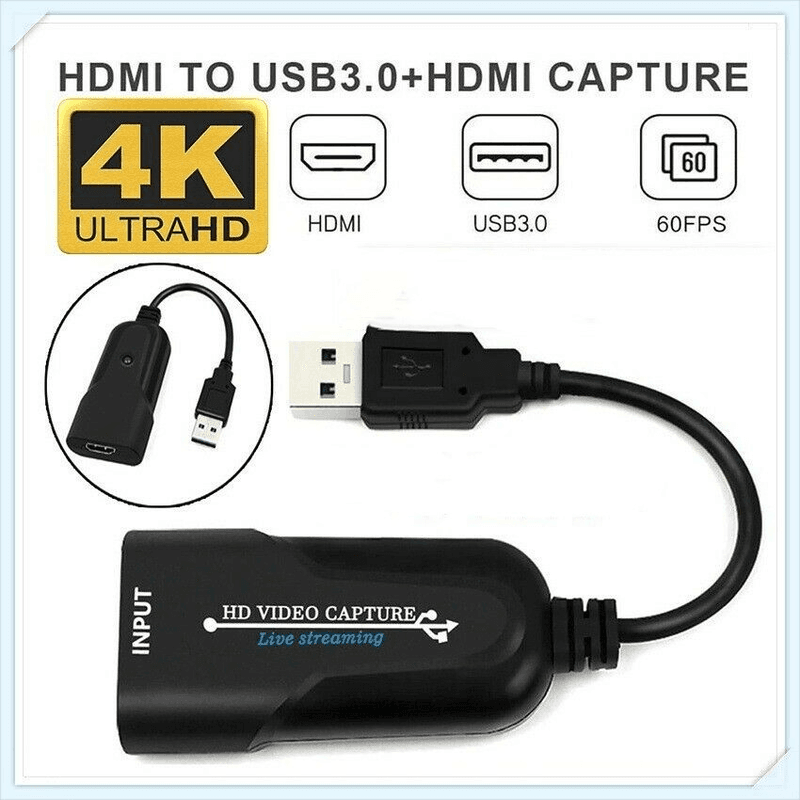 HDMI TO USB3.0+HDMI CAPTURE
4K
ULTRAHD
HDMI
USB3.0
60
60FPS
INPUT
HD VIDEO CAPTURE
Live streaming